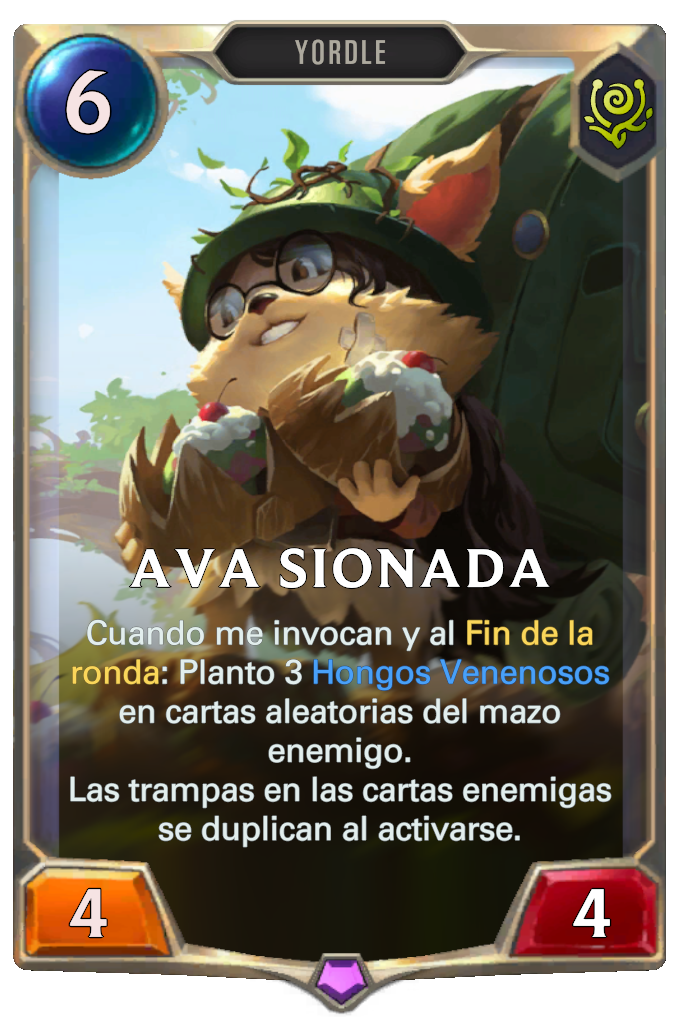 YORDLE
6
AVA SIONADA
Cuando me invocan y al Fin de la
ronda: Planto 3 Hongos Venenosos
en cartas aleatorias del mazo
enemigo.
Las trampas en las cartas enemigas
se duplican al activarse.
4
4